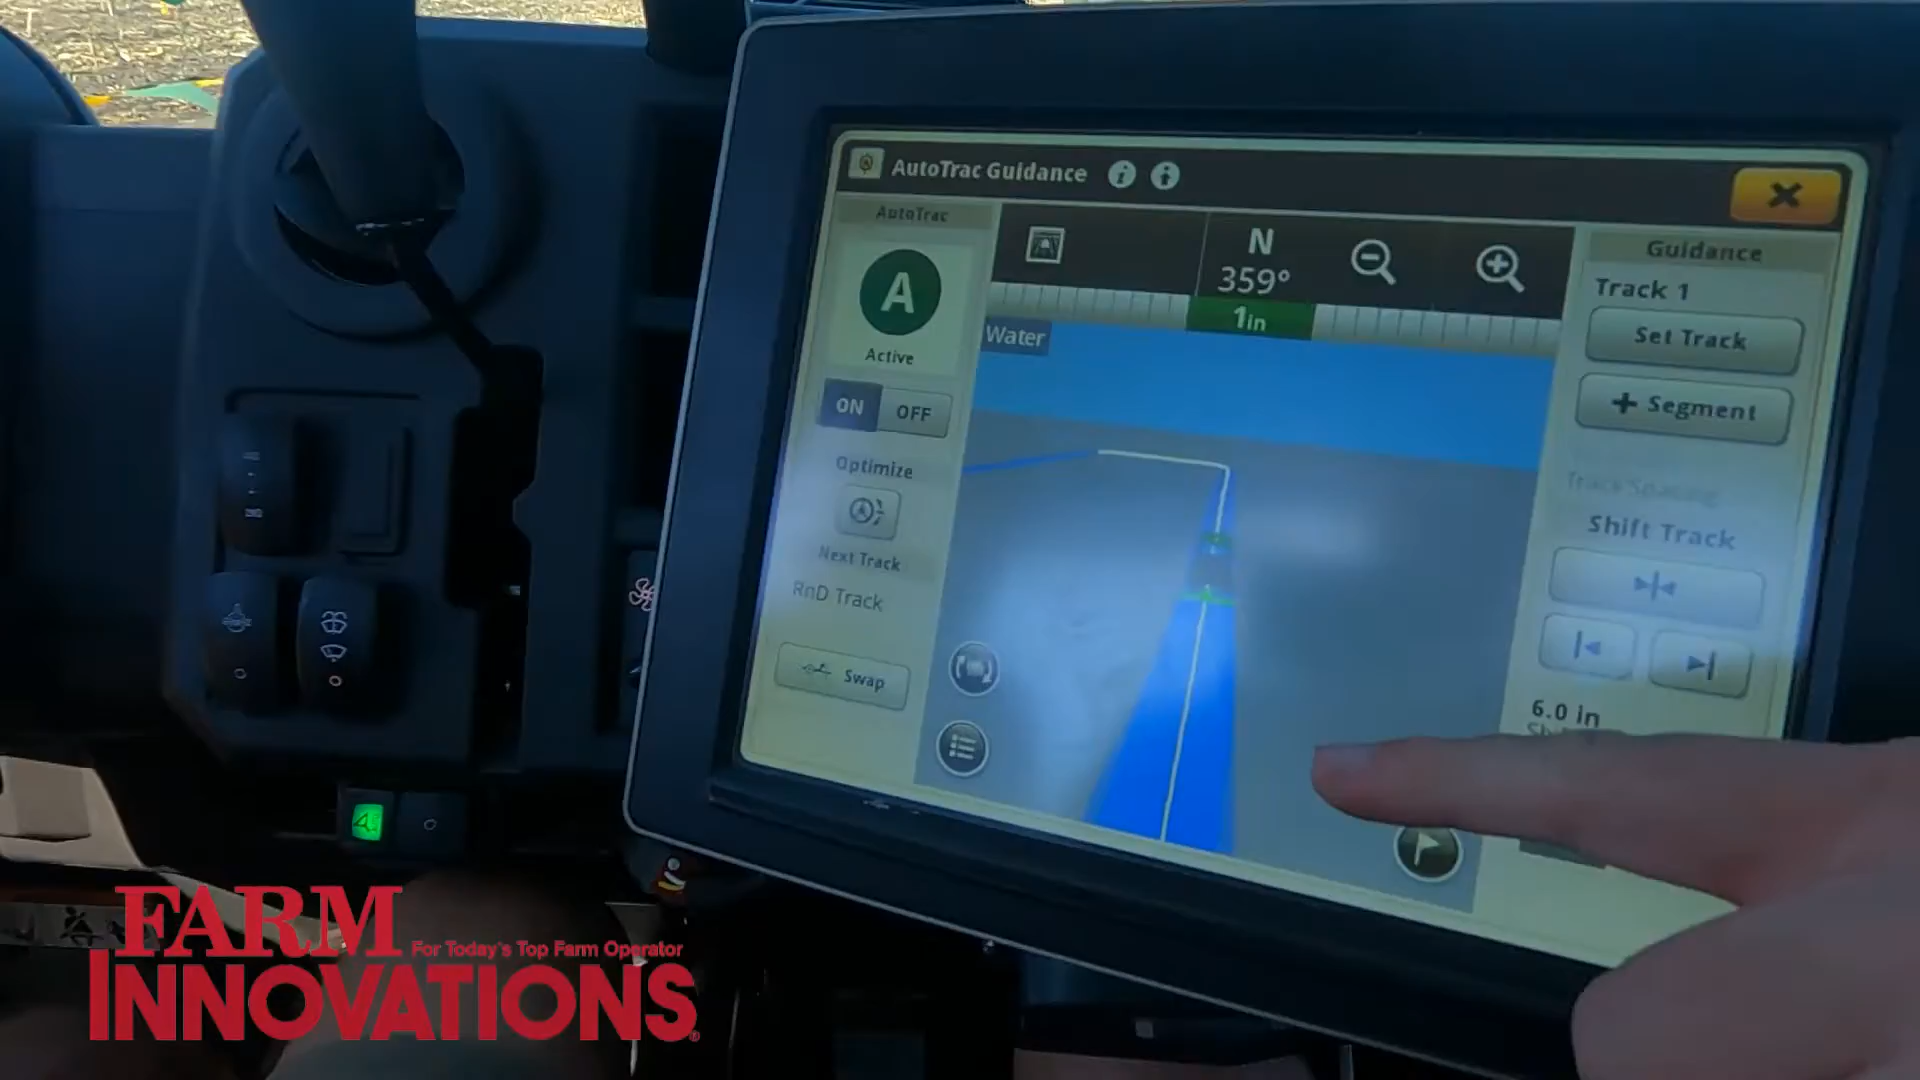 AutoTrac Guidance
AutoTrac
A
Active
ON OFF
Optimize
Next Track
RnD Track
Swap
N
359°
1in
Water
Guidance
Track 1
Set Track
+ Segment
Track Spacing
Shift Track
6.0 in
FARM
For Today's Top Farm Operator
INNOVATIONS®